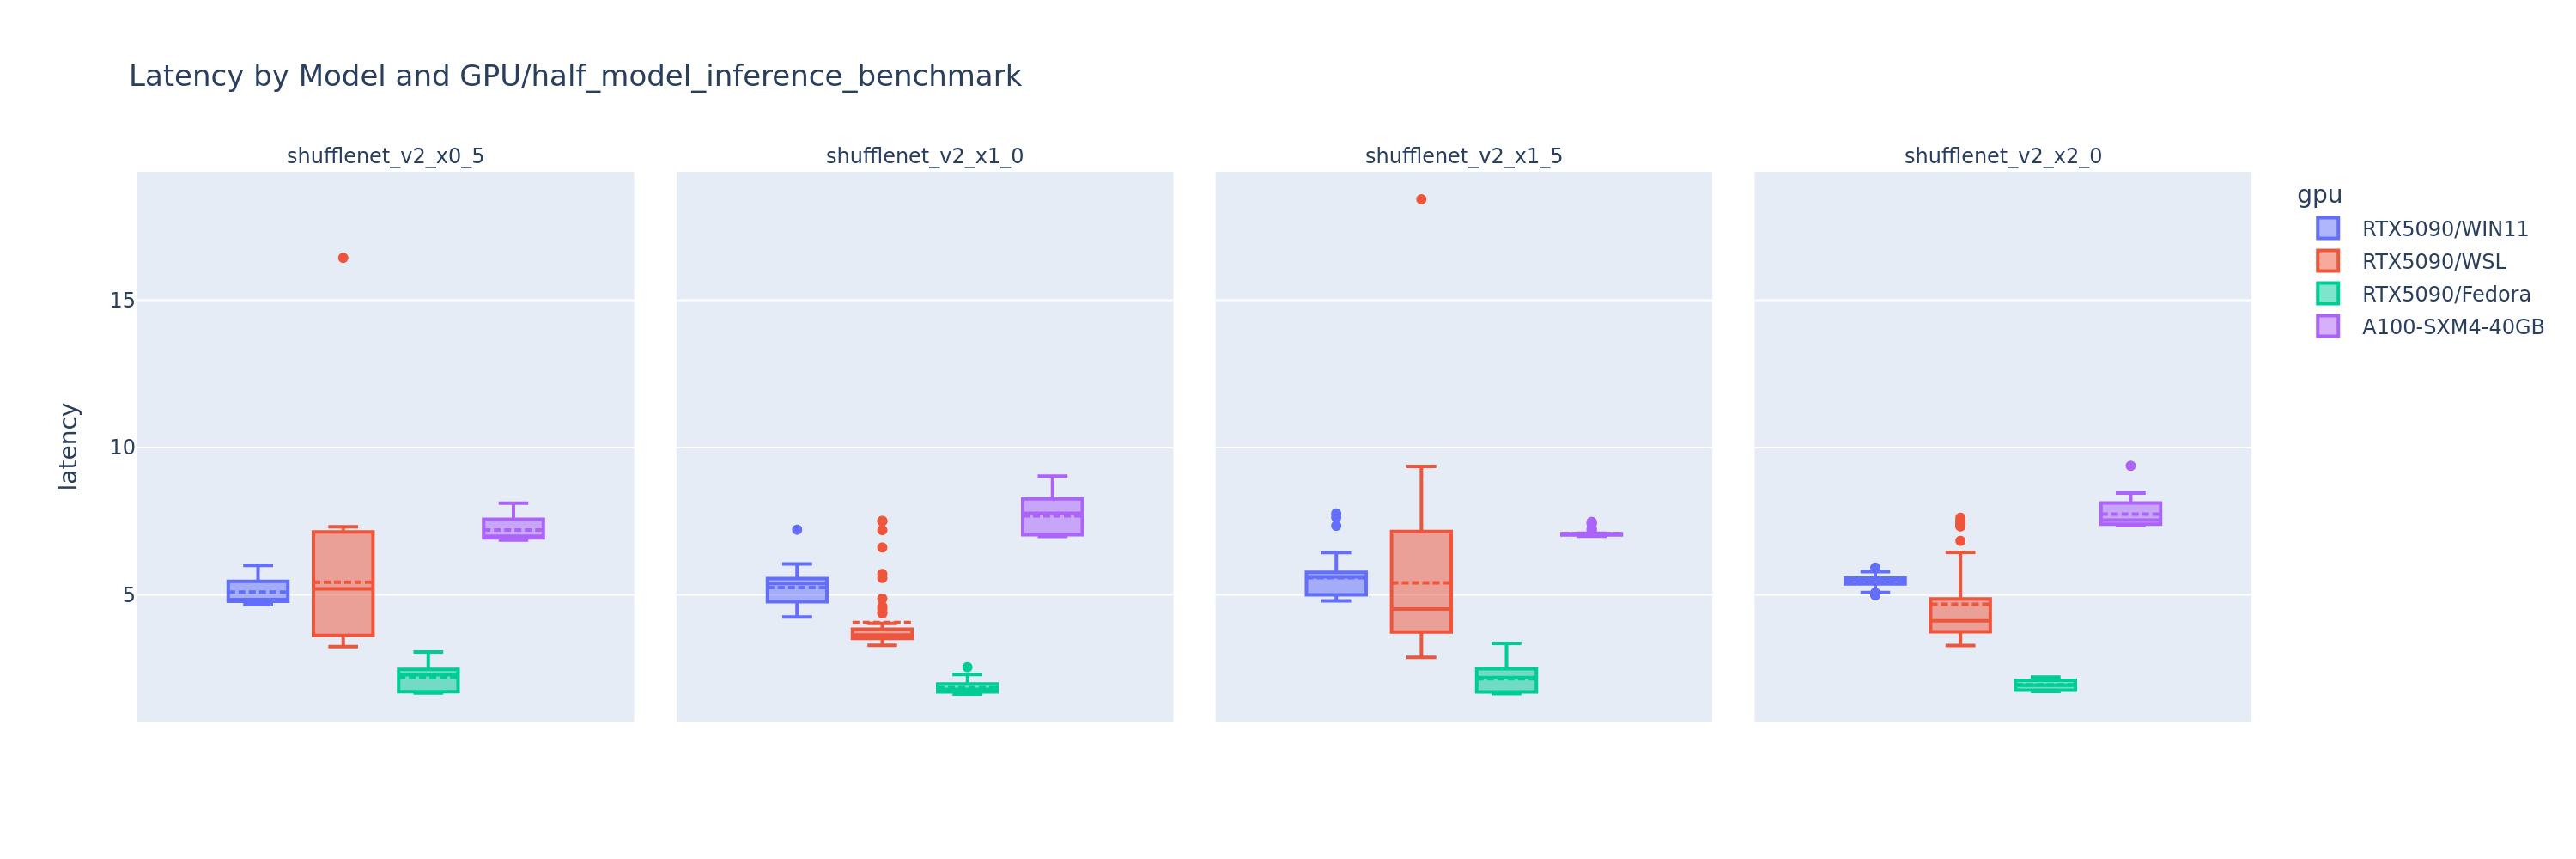 Latency by Model and GPU/half_model_inference_benchmark
shufflenet_v2_x0_5
shufflenet_v2_x1_0
shufflenet_v2_x1_5
shufflenet_v2_x2_0
gpu
RTX5090/WIN11
RTX5090/WSL
RTX5090/Fedora
A100-SXM4-40GB
latency
15
10
5